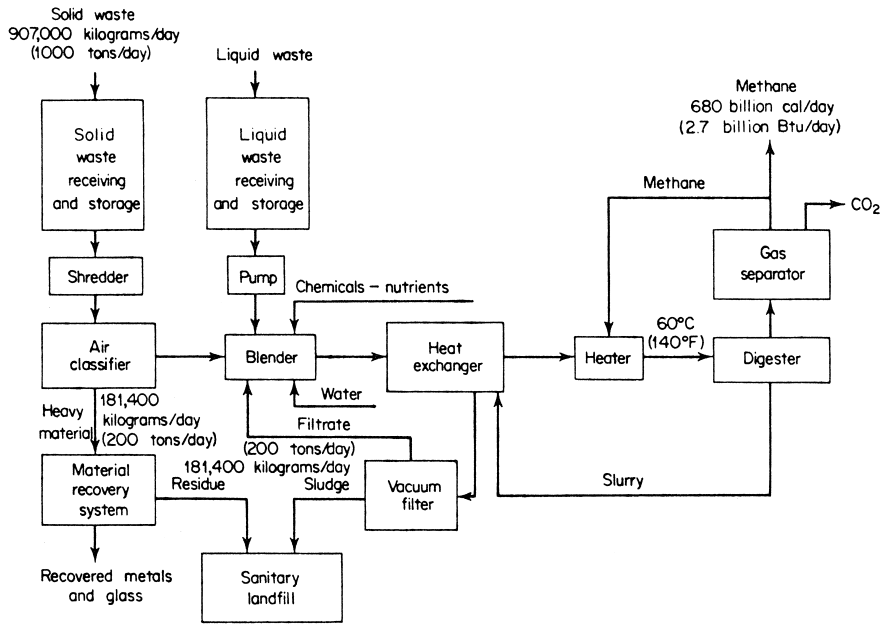 Solid waste
907,000 kilograms/day
(1000 tons/day)
Liquid waste
Solid
waste
receiving
and storage
Liquid
waste
receiving
and storage
Methane
680 billion cal/day
(2.7 billion Btu/day)
Methane
CO2
Gas
separator
Shredder
Pump
Chemicals – nutrients
Air
classifier
Blender
Heat
exchanger
Heater
60°C
(140°F)
Digester
Water
Heavy
material
181,400
kilograms/day
(200 tons/day)
Filtrate
(200 tons/day)
181,400 kilograms/day
Material
recovery
system
Residue
Sludge
Vacuum
filter
Slurry
Recovered metals
and glass
Sanitary
landfill